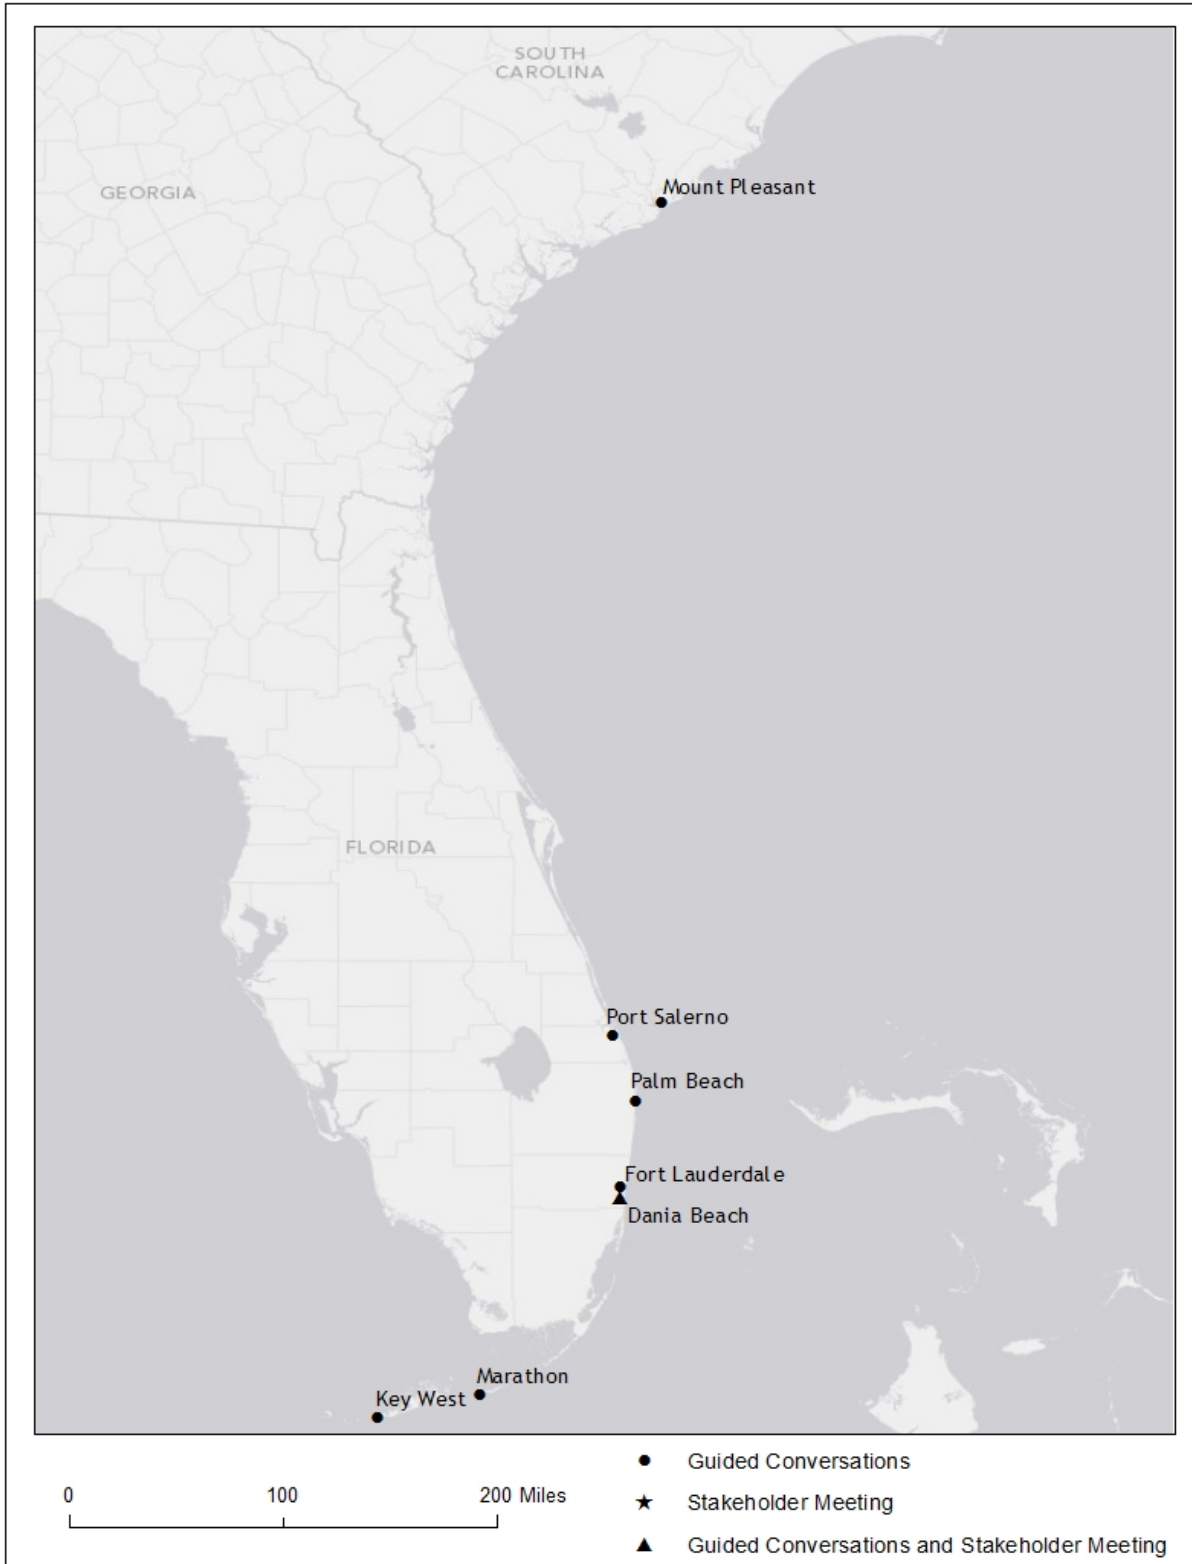 SOUTH
CAROLINA
GEORGIA
Mount Pleasant
FLORIDA
Port Salerno
Palm Beach
Fort Lauderdale
Dania Beach
Marathon
Key West
0 100 200 Miles
Guided Conversations
Stakeholder Meeting
Guided Conversations and Stakeholder Meeting